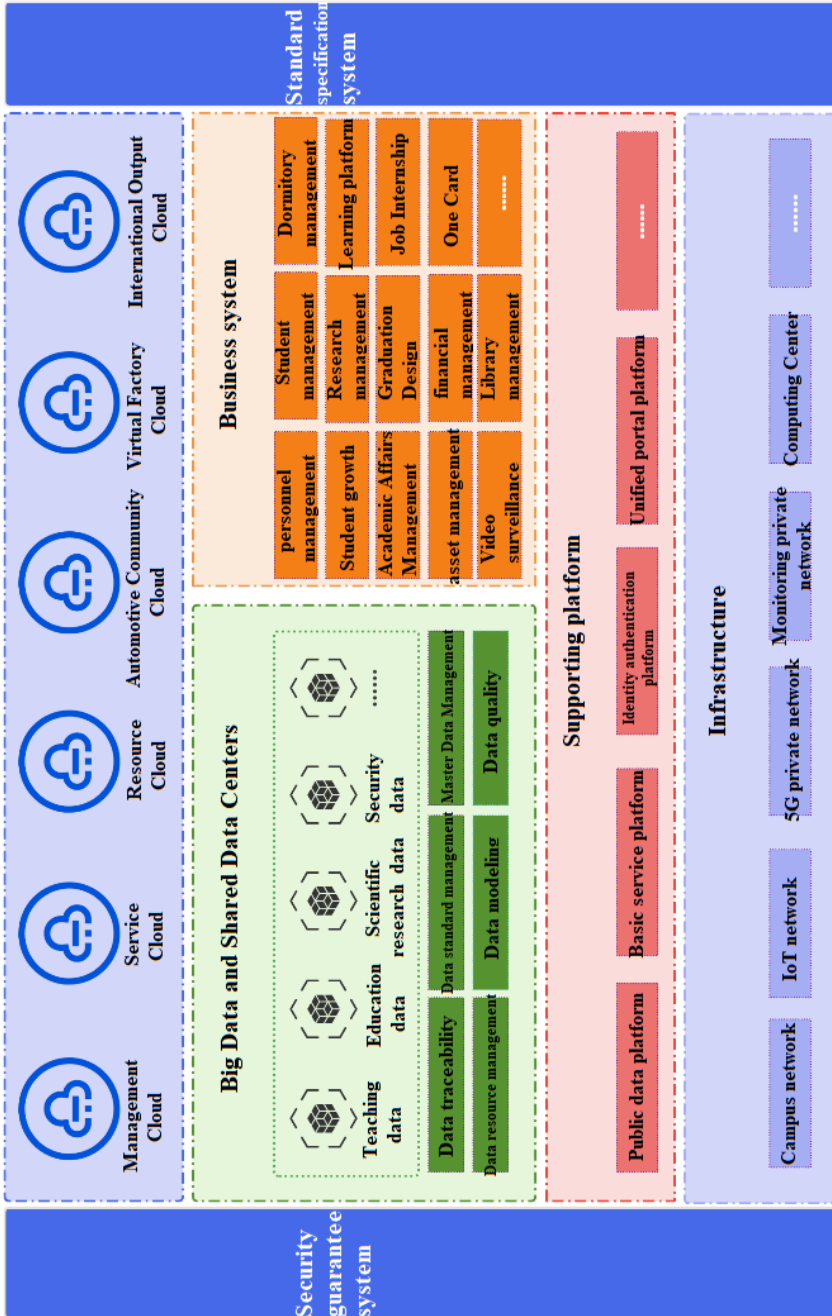 Security
guarantee
system
Management
Cloud
Service
Cloud
Resource
Cloud
Automotive Community
Cloud
Virtual Factory
Cloud
International Output
Cloud
Big Data and Shared Data Centers
Teaching
data
Education
data
Scientific
research data
Security
data
......
Data traceability
Data standard management
Master Data Management
Data resource management
Data modeling
Data quality
Business system
personnel
management
Student
management
Dormitory
management
Student growth
Research
management
Learning platform
Academic Affairs
Management
Graduation
Design
Job Internship
asset management
financial
management
One Card
Video
surveillance
Library
management
......
Supporting platform
Public data platform
Basic service platform
Identity authentication
platform
Unified portal platform
......
Infrastructure
Campus network
IoT network
5G private network
Monitoring private
network
Computing Center
......
Standard
specification
system